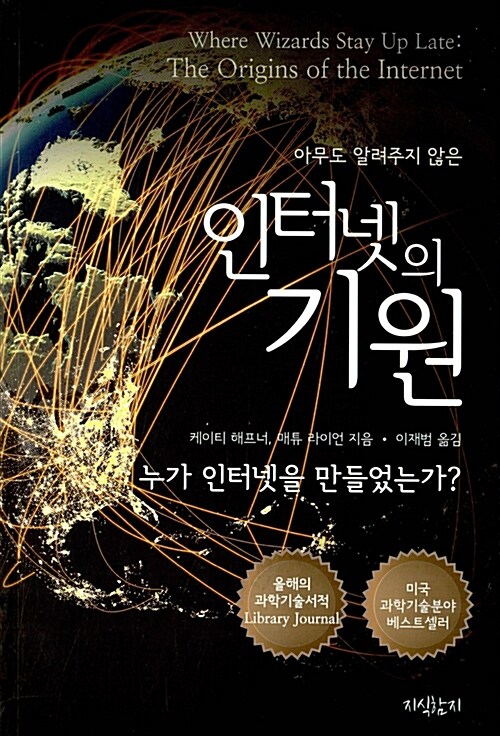 Where Wizards Stay Up Late:
The Origins of the Internet
아무도 알려주지 않은
인터넷의
기원
케이티 해프너, 매튜 라이언 지음 • 이재범 옮김
누가 인터넷을 만들었는가?
올해의
과학기술서적
Library Journal
미국
과학기술분야
베스트셀러
지식함지